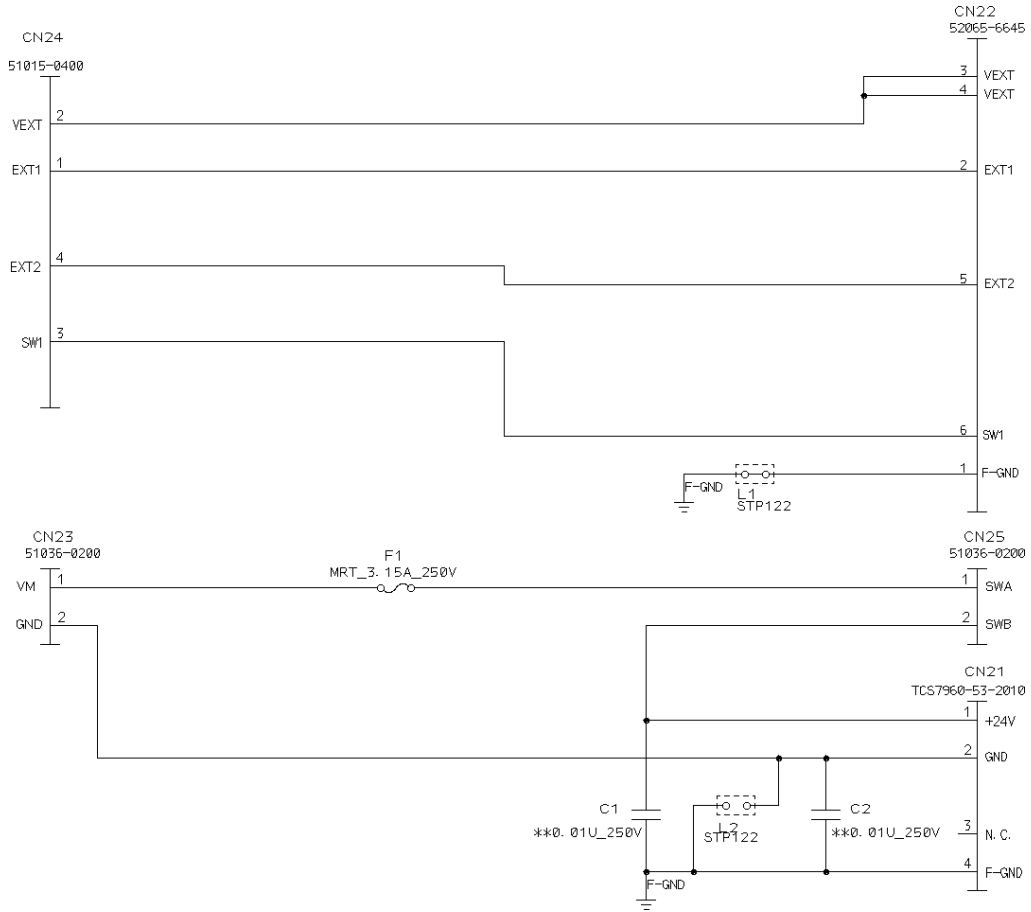 CN22
52065-6645
CN24
51015-0400
3 VEXT
4 VEXT
VEXT 2
EXT1 1
2 EXT1
EXT2 4
5 EXT2
SW1 3
6 SW1
1 F-GND
F-GND
L1
STP122
CN23
51036-0200
F1
MRT_3.15A_250V
CN25
51036-0200
VM 1
1 SWA
GND 2
2 SWB
CN21
TCS7960-53-2010
1 +24V
2 GND
C1
**0.01U_250V
L2
STP122
C2
**0.01U_250V
3 N.C.
4 F-GND
F-GND